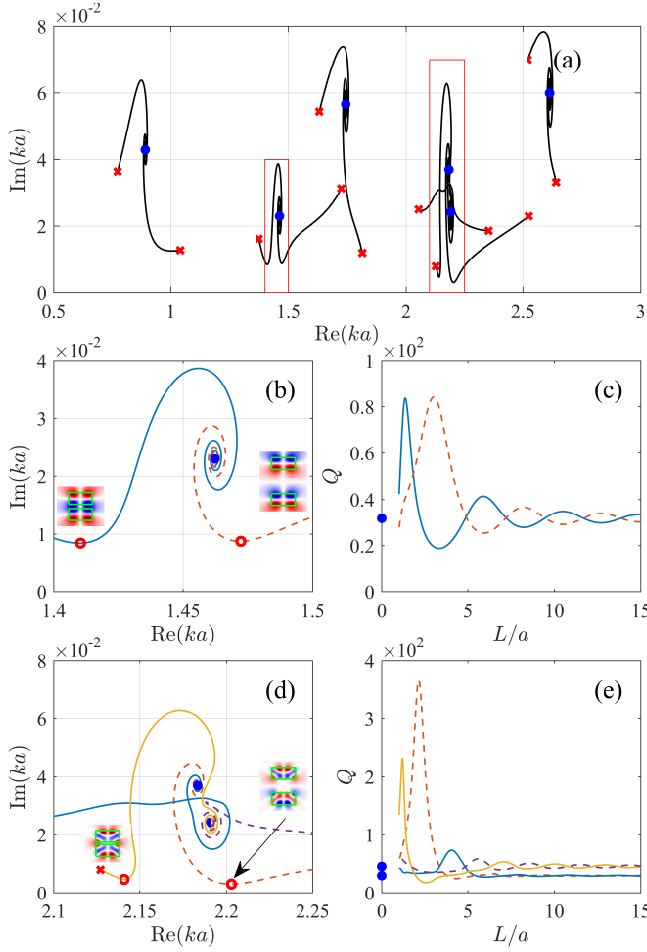 ×10⁻²
8
6
4
2
0
Im(ka)
(a)
0.5 1 1.5 2 2.5 3
Re(ka)
×10⁻²
4
3
2
1
0
Im(ka)
(b)
1.4 1.45 1.5
Re(ka)
×10²
1
0.8
0.6
0.4
0.2
0
Q
(c)
0 5 10 15
L/a
×10⁻²
8
6
4
2
0
Im(ka)
(d)
2.1 2.15 2.2 2.25
Re(ka)
×10²
4
3
2
1
0
Q
(e)
0 5 10 15
L/a